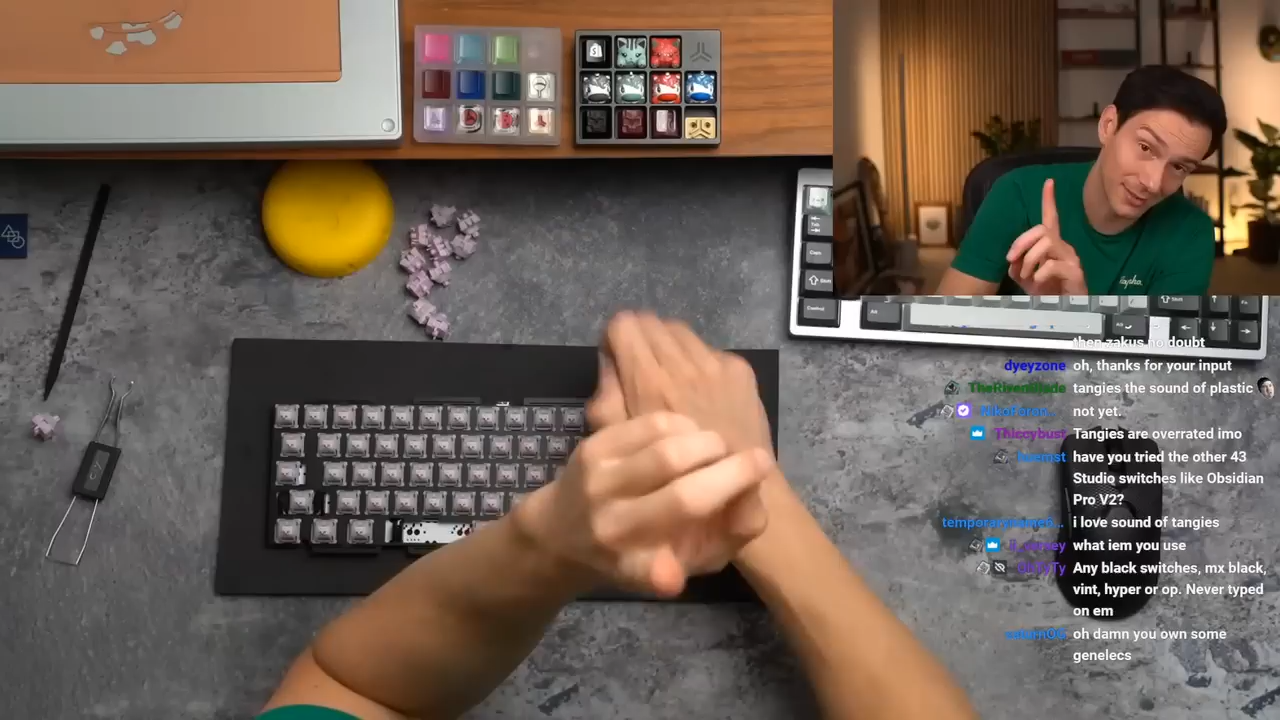 then zakus no doubt
dyeyzone oh, thanks for your input
TheRivenBlade tangies the sound of plastic
not yet.
Thiccybust Tangies are overrated imo
have you tried the other 43
Studio switches like Obsidian
Pro V2?
i love sound of tangies
what iem you use
Any black switches, mx black,
vint, hyper or op. Never typed
on em
oh damn you own some
genelecs
Alt